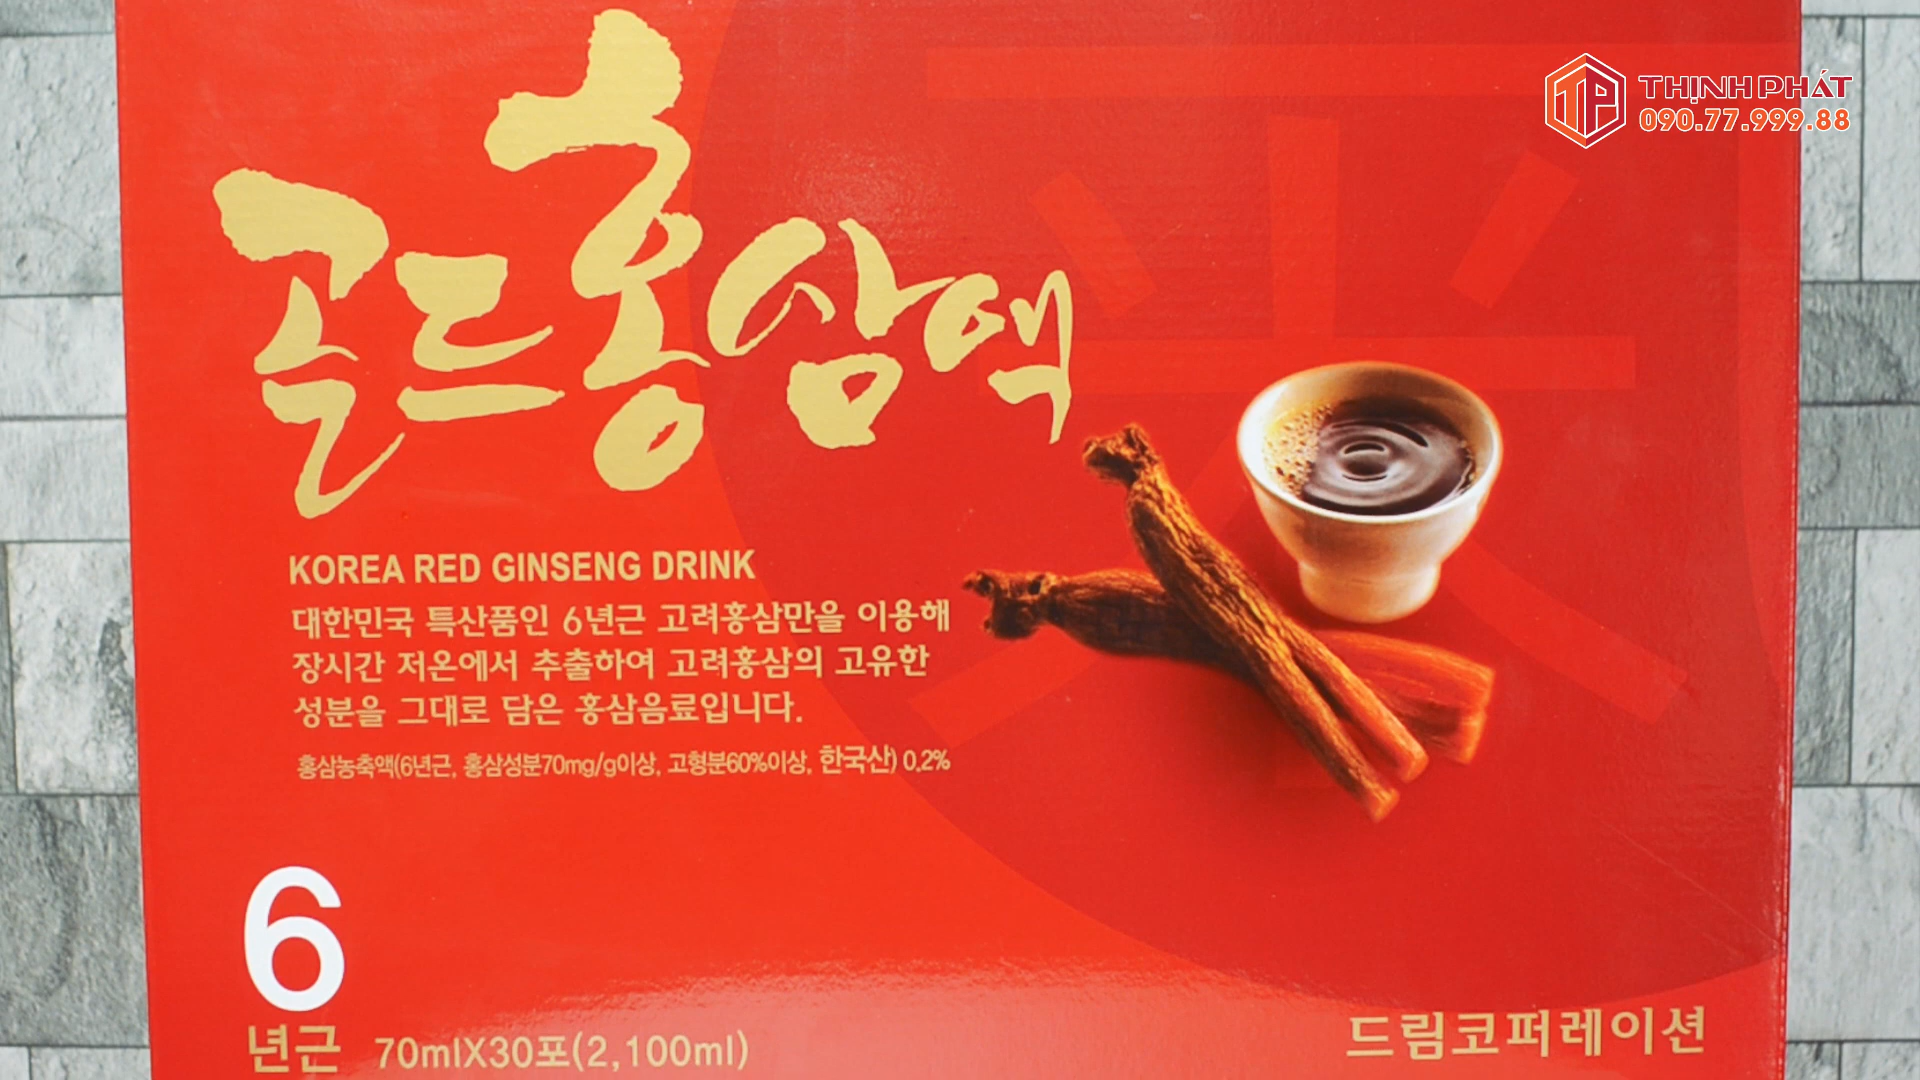 THỊNH PHÁT
090.77.999.88
골드홍삼액
KOREA RED GINSENG DRINK
대한민국 특산품인 6년근 고려홍삼만을 이용해
장시간 저온에서 추출하여 고려홍삼의 고유한
성분을 그대로 담은 홍삼음료입니다.
홍삼농축액(6년근, 홍삼성분70mg/g이상, 고형분60%이상, 한국산) 0.2%
6
년근 70mlX30포(2,100ml)
드림코퍼레이션